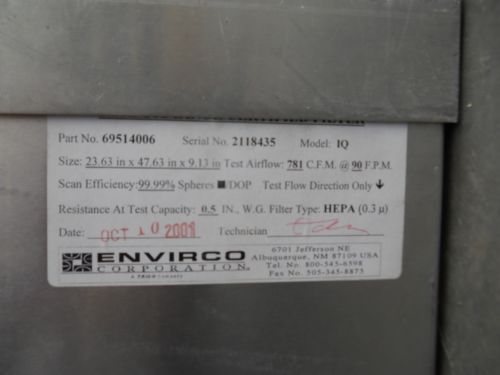 Part No. 69514006 Serial No. 2118435 Model: IQ
Size: 23.63 in x 47.63 in x 9.13 in Test Airflow: 781 C.F.M. @ 90 F.P.M.
Scan Efficiency: 99.99% Spheres ■/DOP Test Flow Direction Only ↓
Resistance At Test Capacity: 0.5 IN., W.G. Filter Type: HEPA (0.3 µ)
Date: OCT 10 2001 Technician
ENVIRCO
CORPORATION
6701 Jefferson NE
Albuquerque, NM 87109 USA
Tel. No. 800-545-6598
Fax No. 505-345-8873